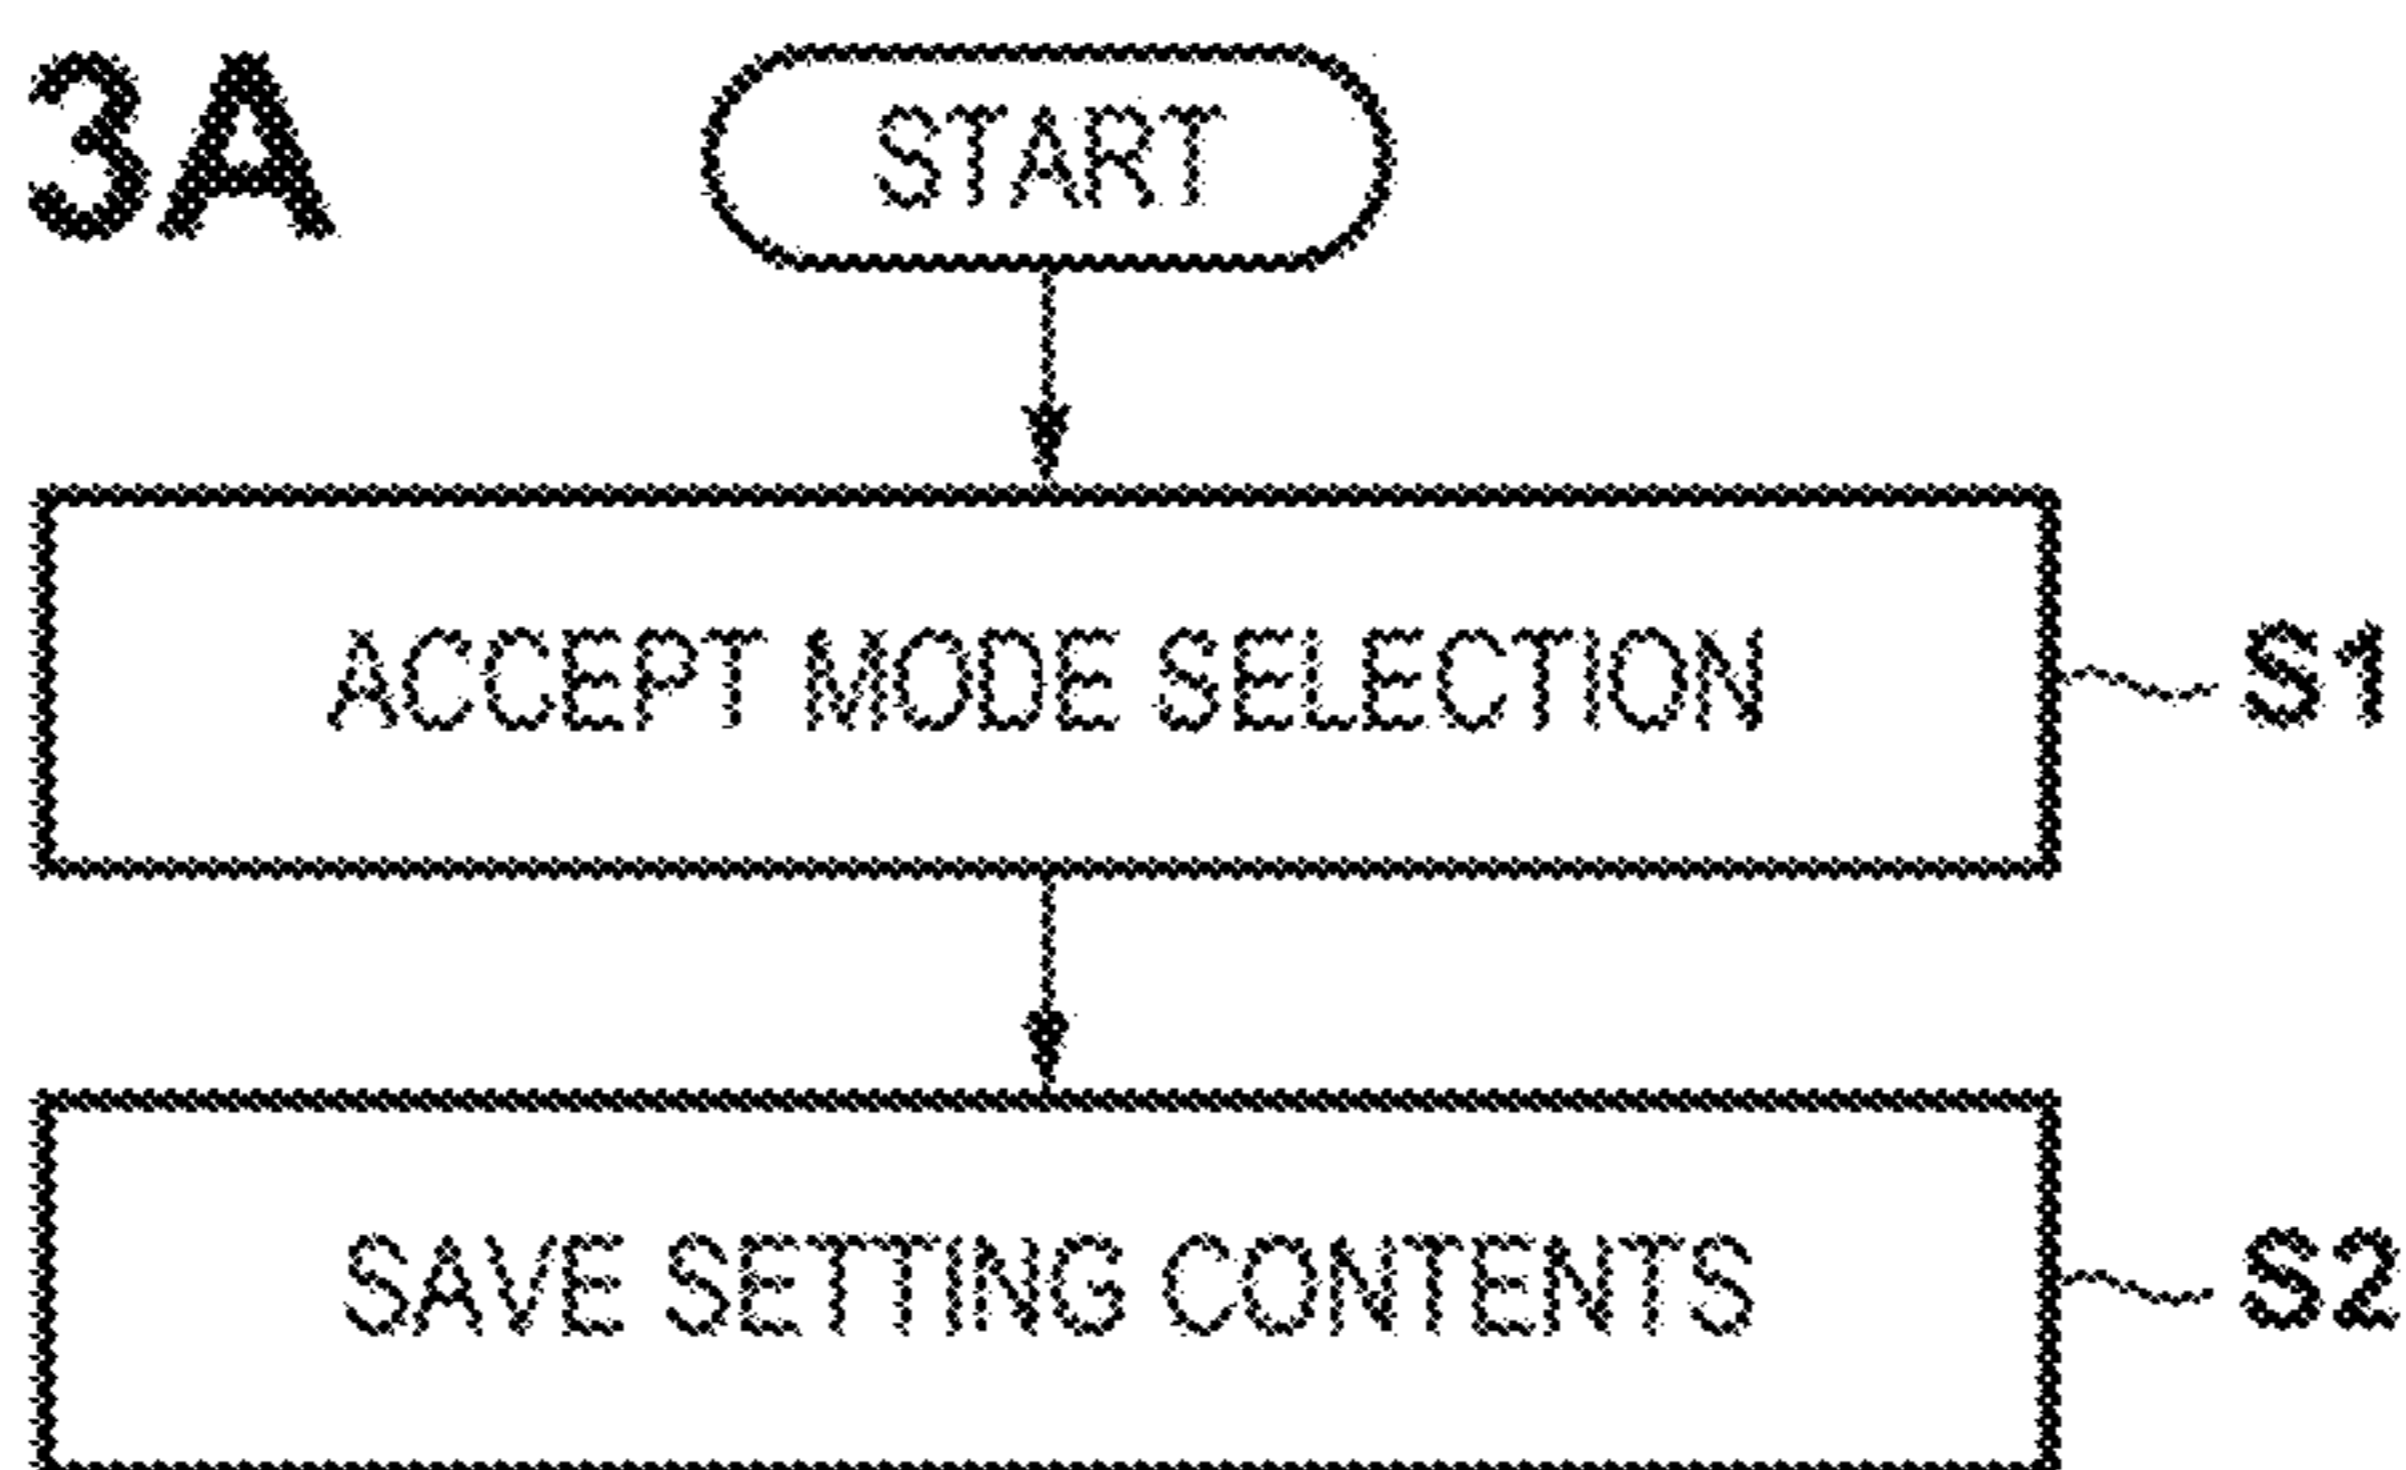 3A
START
ACCEPT MODE SELECTION
S1
SAVE SETTING CONTENTS
S2